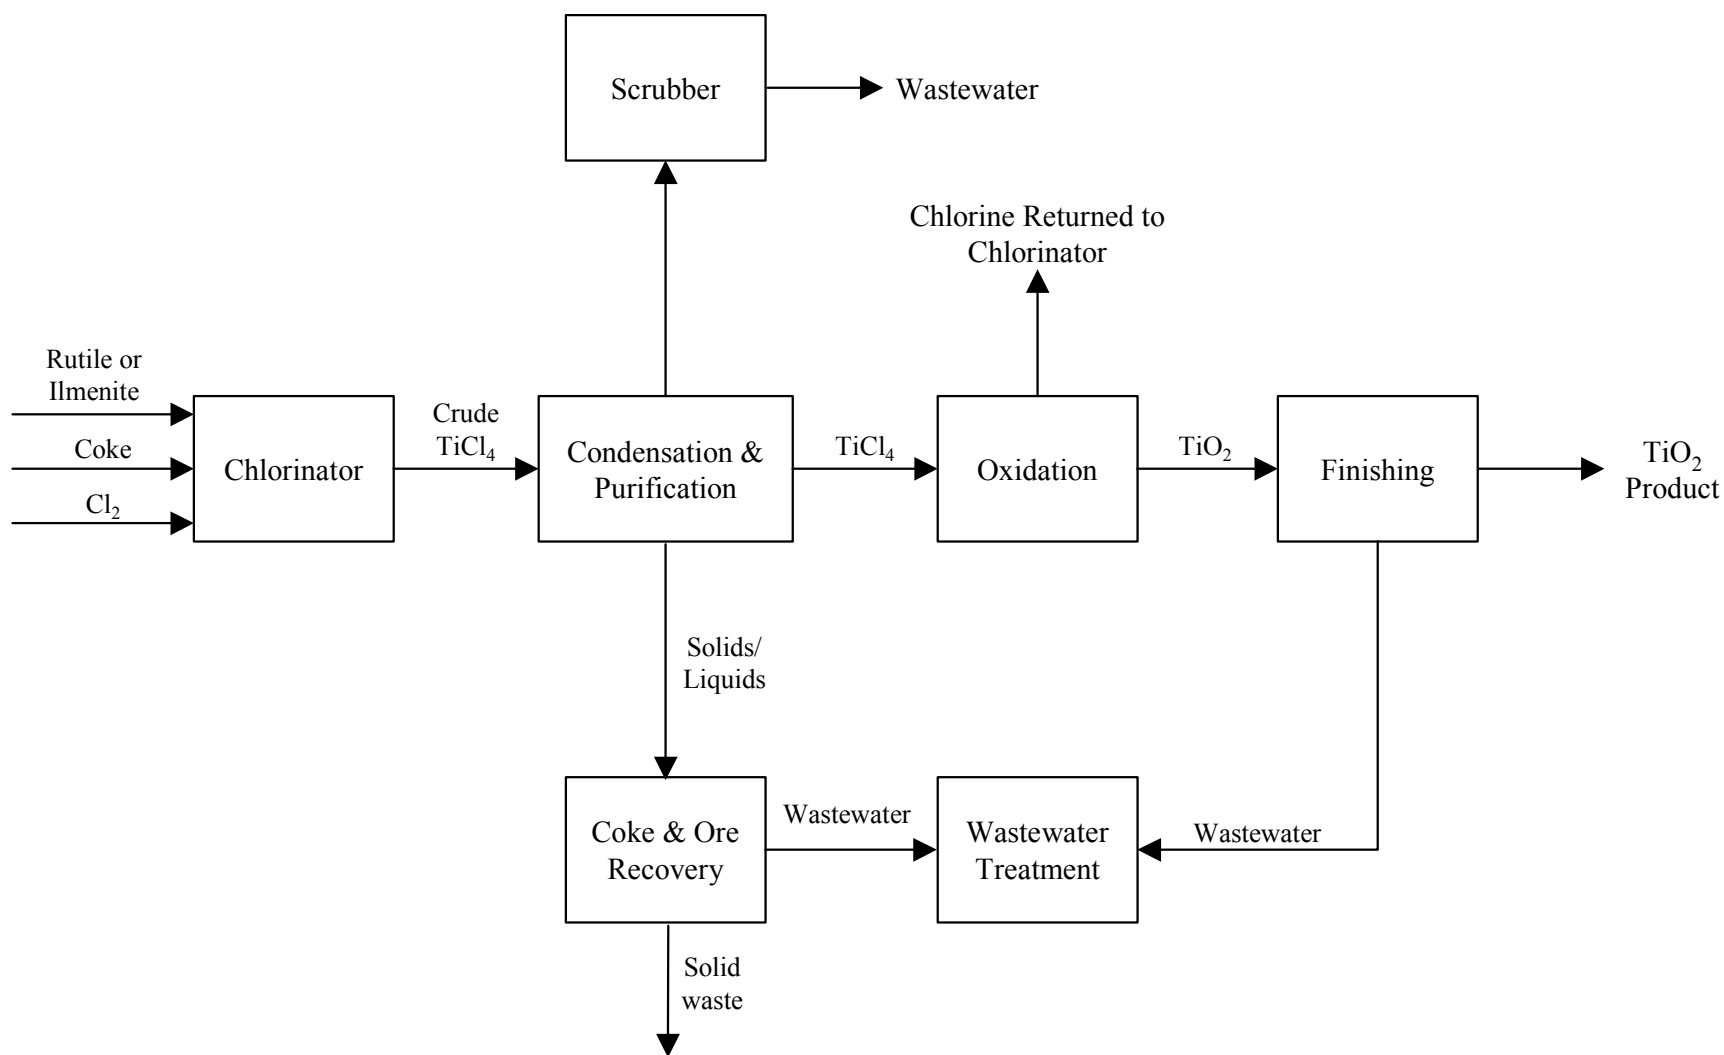 Scrubber
Wastewater
Chlorine Returned to
Chlorinator
Rutile or
Ilmenite
Coke
Cl₂
Chlorinator
Crude
TiCl₄
Condensation &
Purification
TiCl₄
Oxidation
TiO₂
Finishing
TiO₂
Product
Solids/
Liquids
Coke & Ore
Recovery
Wastewater
Wastewater
Treatment
Wastewater
Solid
waste